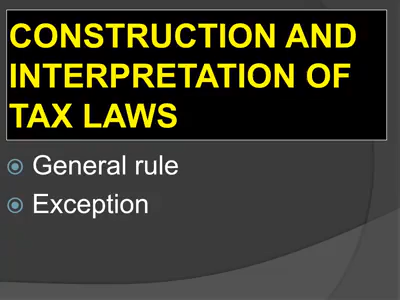 CONSTRUCTION AND
INTERPRETATION OF
TAX LAWS
General rule
Exception